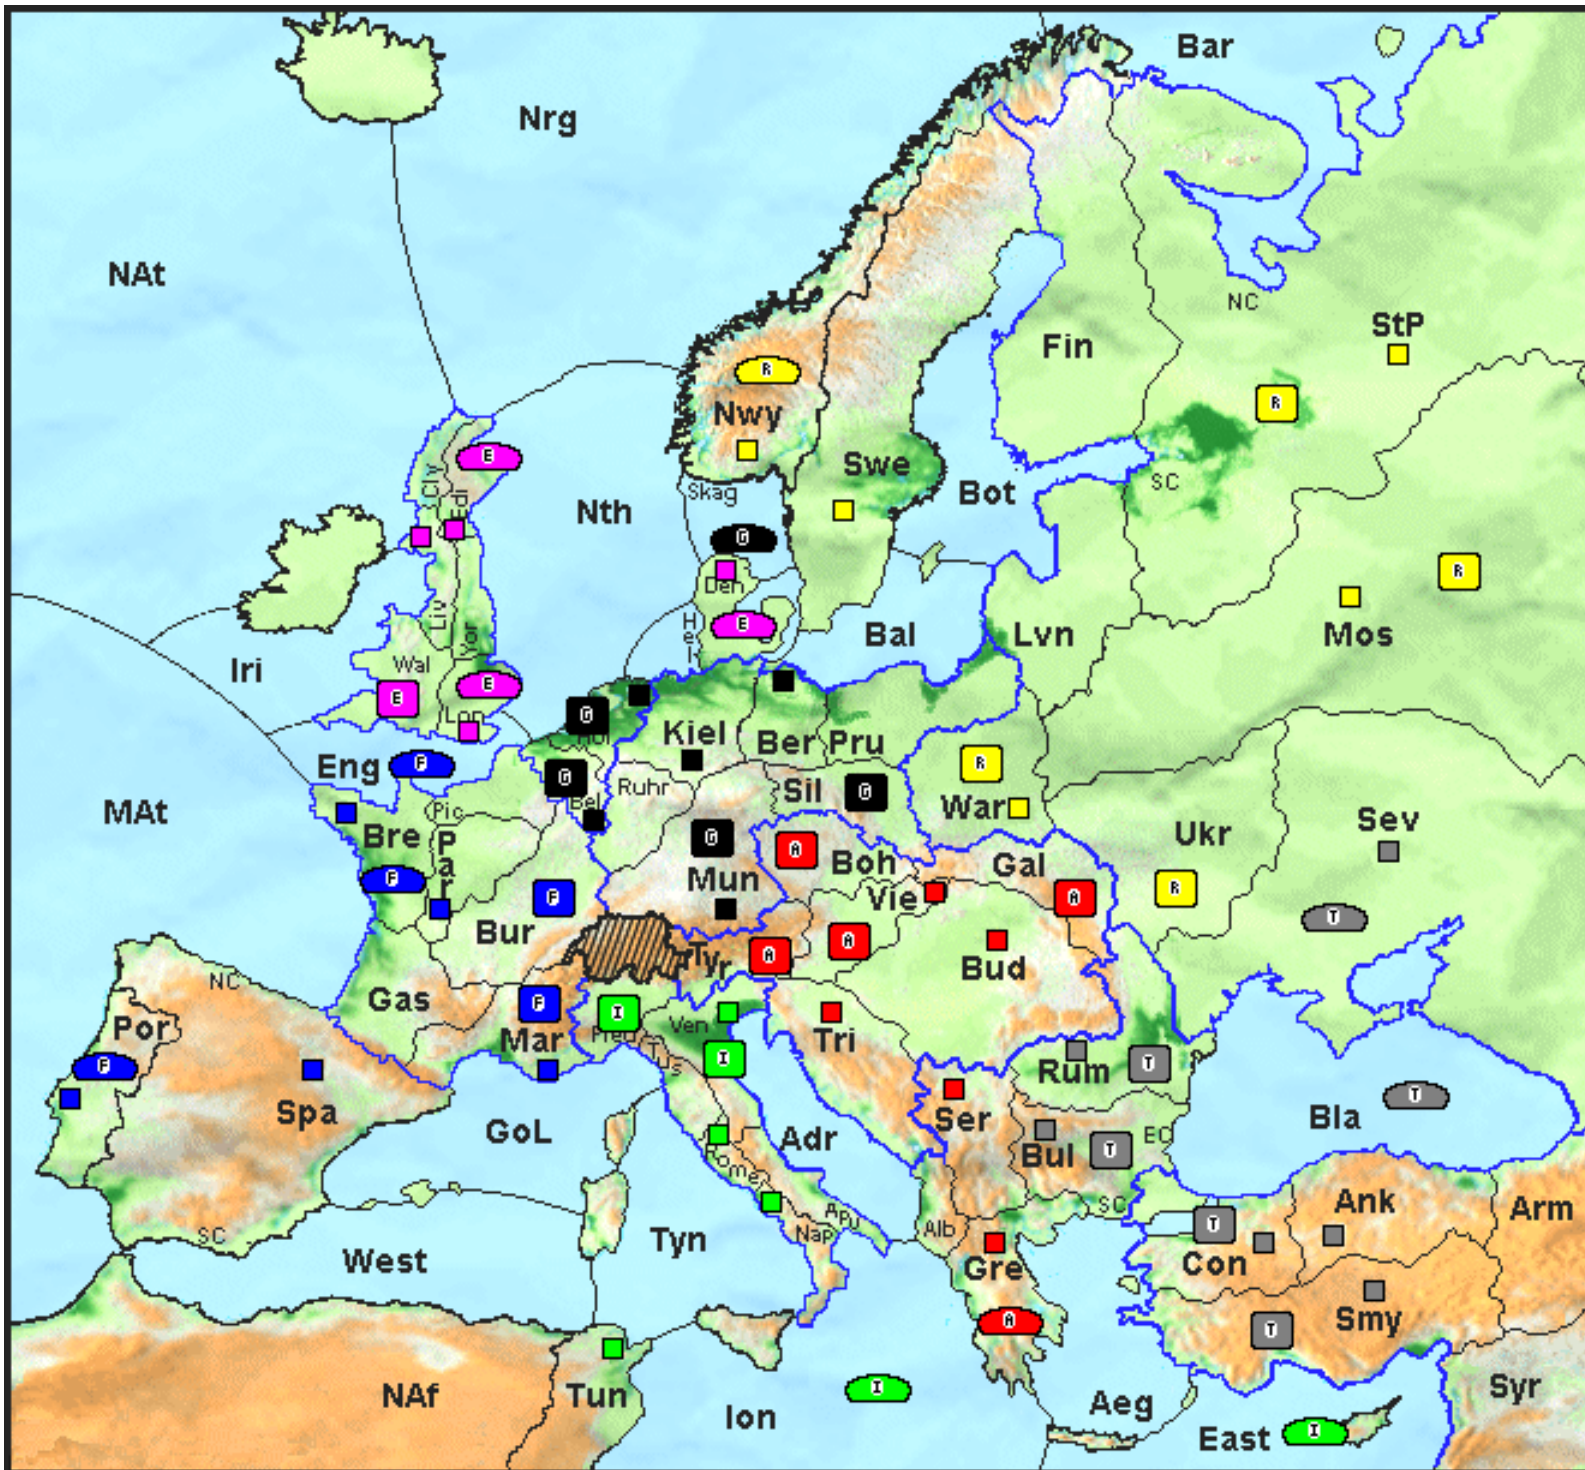 Bar
Nrg
NAt
NC
StP
Fin
R
R
Nwy
E
Cly
Edl
Swe
SC
Skag
Bot
Nth
G
R
Den
Hel
E
Bal
Lvn
Mos
Liv
Yor
Wal
Iri
E
E
Lon
G
Hol
Kiel
Ber
Pru
Eng
F
G
Bel
Ruhr
Sil
G
R
War
MAt
Pic
Bre
Par
G
Mun
A
Boh
Gal
Ukr
Sev
F
F
Vie
A
R
T
Bur
Tyr
A
A
Bud
NC
Gas
F
Mar
I
Pied
Ven
Tus
I
Tri
Por
F
Rum
T
Spa
GoL
Ser
T
Bla
Adr
Rome
Bul
T
EC
SC
West
Tyn
Apu
Nap
Alb
Gre
T
Con
Ank
Arm
A
T
Smy
NAf
Tun
Ion
I
Aeg
East
I
Syr
SC